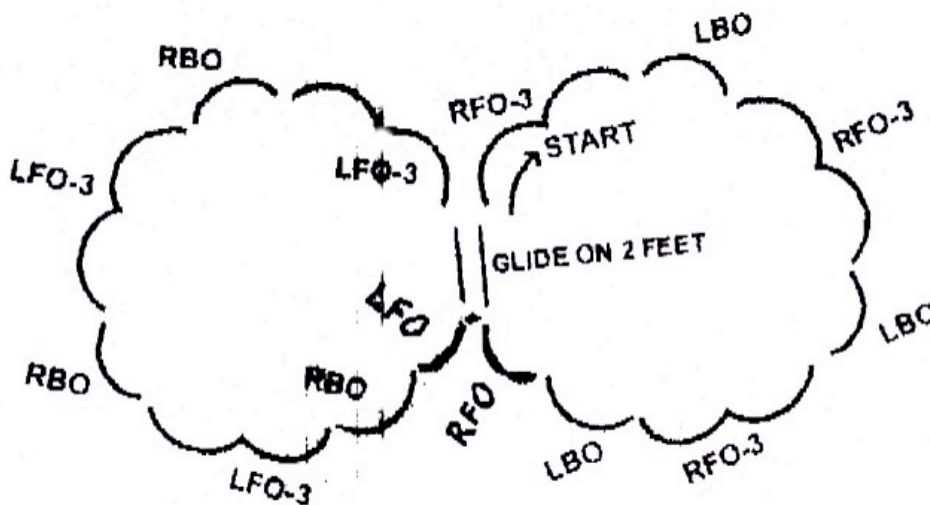 LBO
RBO
RFO-3
START
RFO-3
LFO-3
LFO-3
GLIDE ON 2 FEET
LFO
LBO
RBO
RBO
RFO
LBO
RFO-3
LFO-3